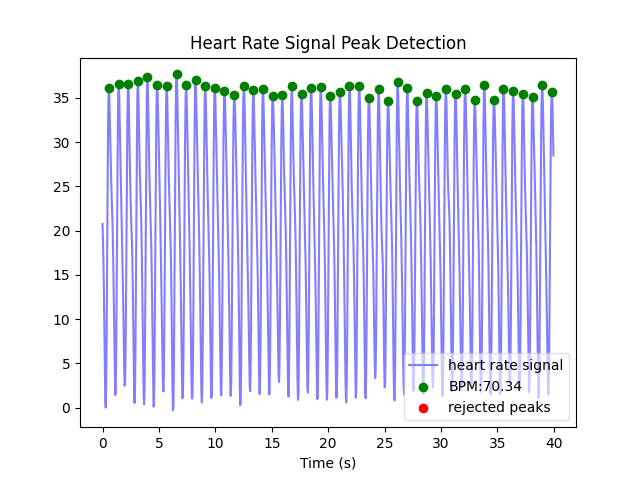 Heart Rate Signal Peak Detection
35
30
25
20
15
10
5
0
heart rate signal
BPM:70.34
rejected peaks
0 5 10 15 20 25 30 35 40
Time (s)